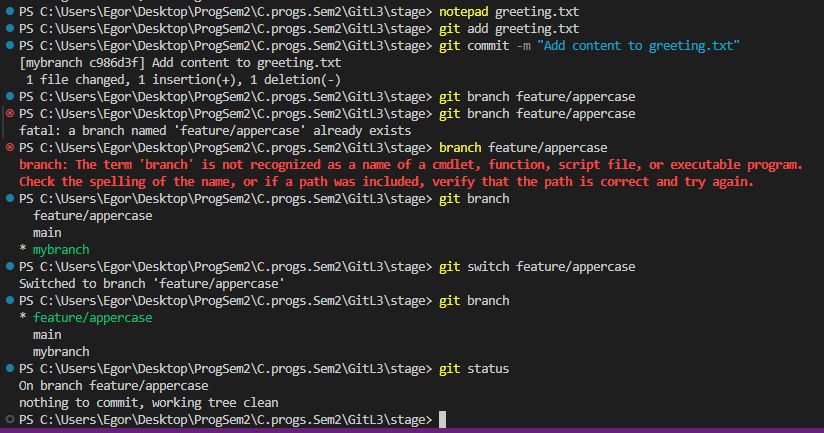 PS C:\Users\Egor\Desktop\ProgSem2\C.progs.Sem2\GitL3\stage> notepad greeting.txt
PS C:\Users\Egor\Desktop\ProgSem2\C.progs.Sem2\GitL3\stage> git add greeting.txt
PS C:\Users\Egor\Desktop\ProgSem2\C.progs.Sem2\GitL3\stage> git commit -m "Add content to greeting.txt"
[mybranch c986d3f] Add content to greeting.txt
 1 file changed, 1 insertion(+), 1 deletion(-)
PS C:\Users\Egor\Desktop\ProgSem2\C.progs.Sem2\GitL3\stage> git branch feature/appercase
PS C:\Users\Egor\Desktop\ProgSem2\C.progs.Sem2\GitL3\stage> git branch feature/appercase
fatal: a branch named 'feature/appercase' already exists
PS C:\Users\Egor\Desktop\ProgSem2\C.progs.Sem2\GitL3\stage> branch feature/appercase
branch: The term 'branch' is not recognized as a name of a cmdlet, function, script file, or executable program.
Check the spelling of the name, or if a path was included, verify that the path is correct and try again.
PS C:\Users\Egor\Desktop\ProgSem2\C.progs.Sem2\GitL3\stage> git branch
  feature/appercase
  main
* mybranch
PS C:\Users\Egor\Desktop\ProgSem2\C.progs.Sem2\GitL3\stage> git switch feature/appercase
Switched to branch 'feature/appercase'
PS C:\Users\Egor\Desktop\ProgSem2\C.progs.Sem2\GitL3\stage> git branch
* feature/appercase
  main
  mybranch
PS C:\Users\Egor\Desktop\ProgSem2\C.progs.Sem2\GitL3\stage> git status
On branch feature/appercase
nothing to commit, working tree clean
PS C:\Users\Egor\Desktop\ProgSem2\C.progs.Sem2\GitL3\stage>